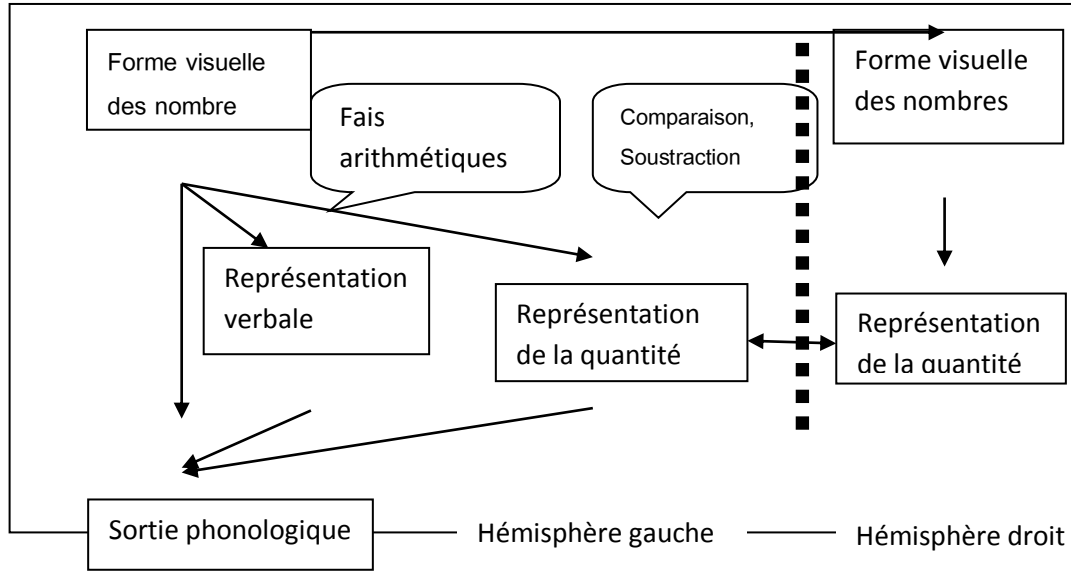 Forme visuelle
des nombre
Fais
arithmétiques
Comparaison,
Soustraction
Forme visuelle
des nombres
Représentation
verbale
Représentation
de la quantité
Représentation
de la quantité
Sortie phonologique
Hémisphère gauche
Hémisphère droit